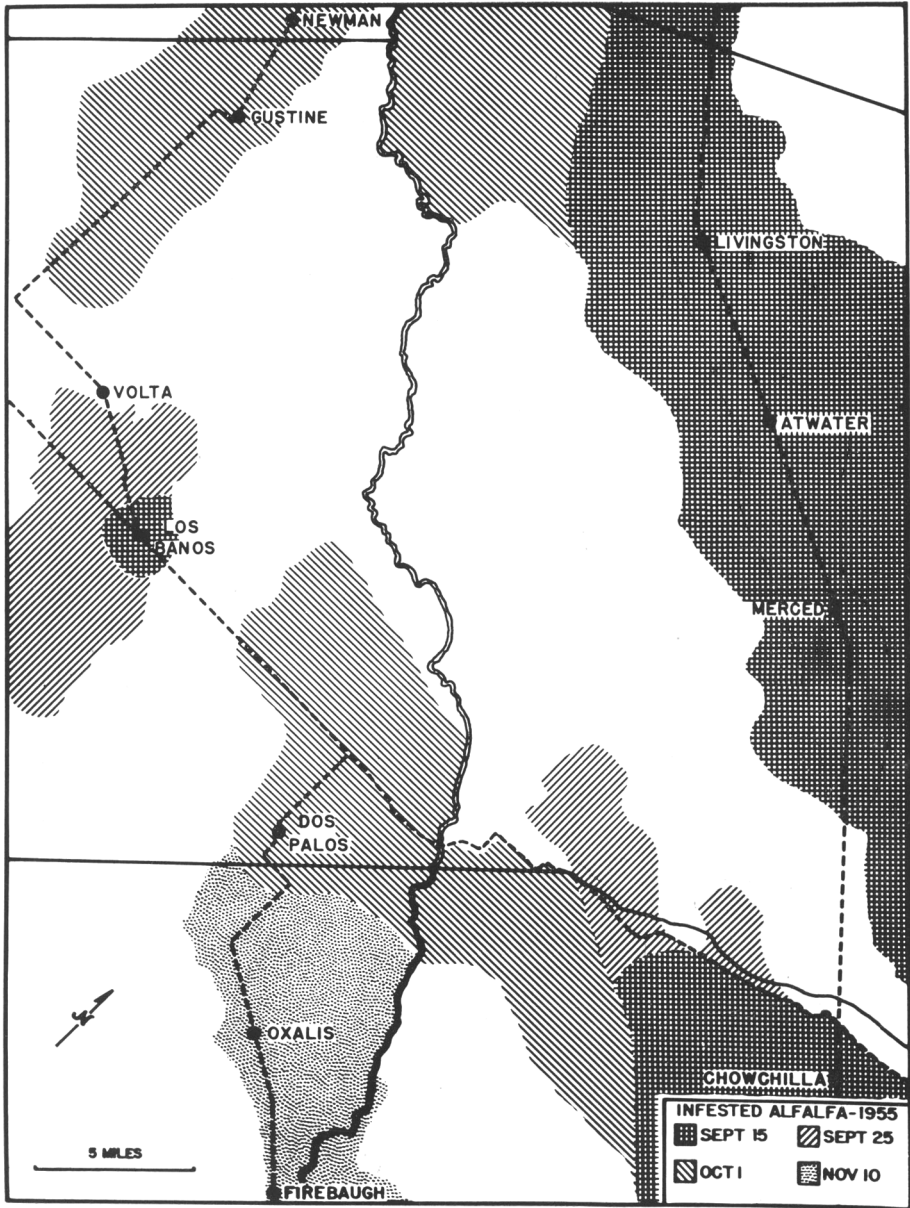 NEWMAN
GUSTINE
LIVINGSTON
VOLTA
ATWATER
LOS
BANOS
MERCED
DOS
PALOS
N
OXALIS
CHOWCHILLA
5 MILES
FIREBAUGH
INFESTED ALFALFA-1955
SEPT 15
SEPT 25
OCT 1
NOV 10